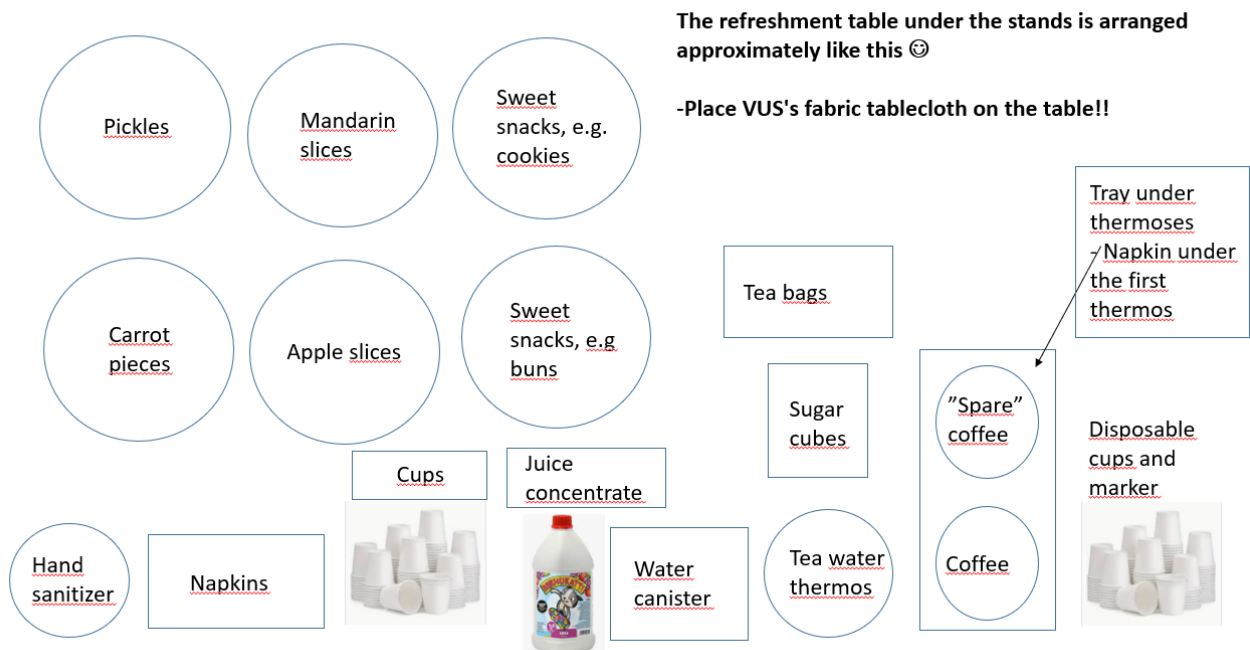 The refreshment table under the stands is arranged
approximately like this ☺
-Place VUS's fabric tablecloth on the table!!
Pickles
Mandarin
slices
Sweet
snacks, e.g.
cookies
Tray under
thermoses
- Napkin under
the first
thermos
Carrot
pieces
Apple slices
Sweet
snacks, e.g
buns
Tea bags
Sugar
cubes
"Spare"
coffee
Disposable
cups and
marker
Cups
Juice
concentrate
Hand
sanitizer
Napkins
Water
canister
Tea water
thermos
Coffee